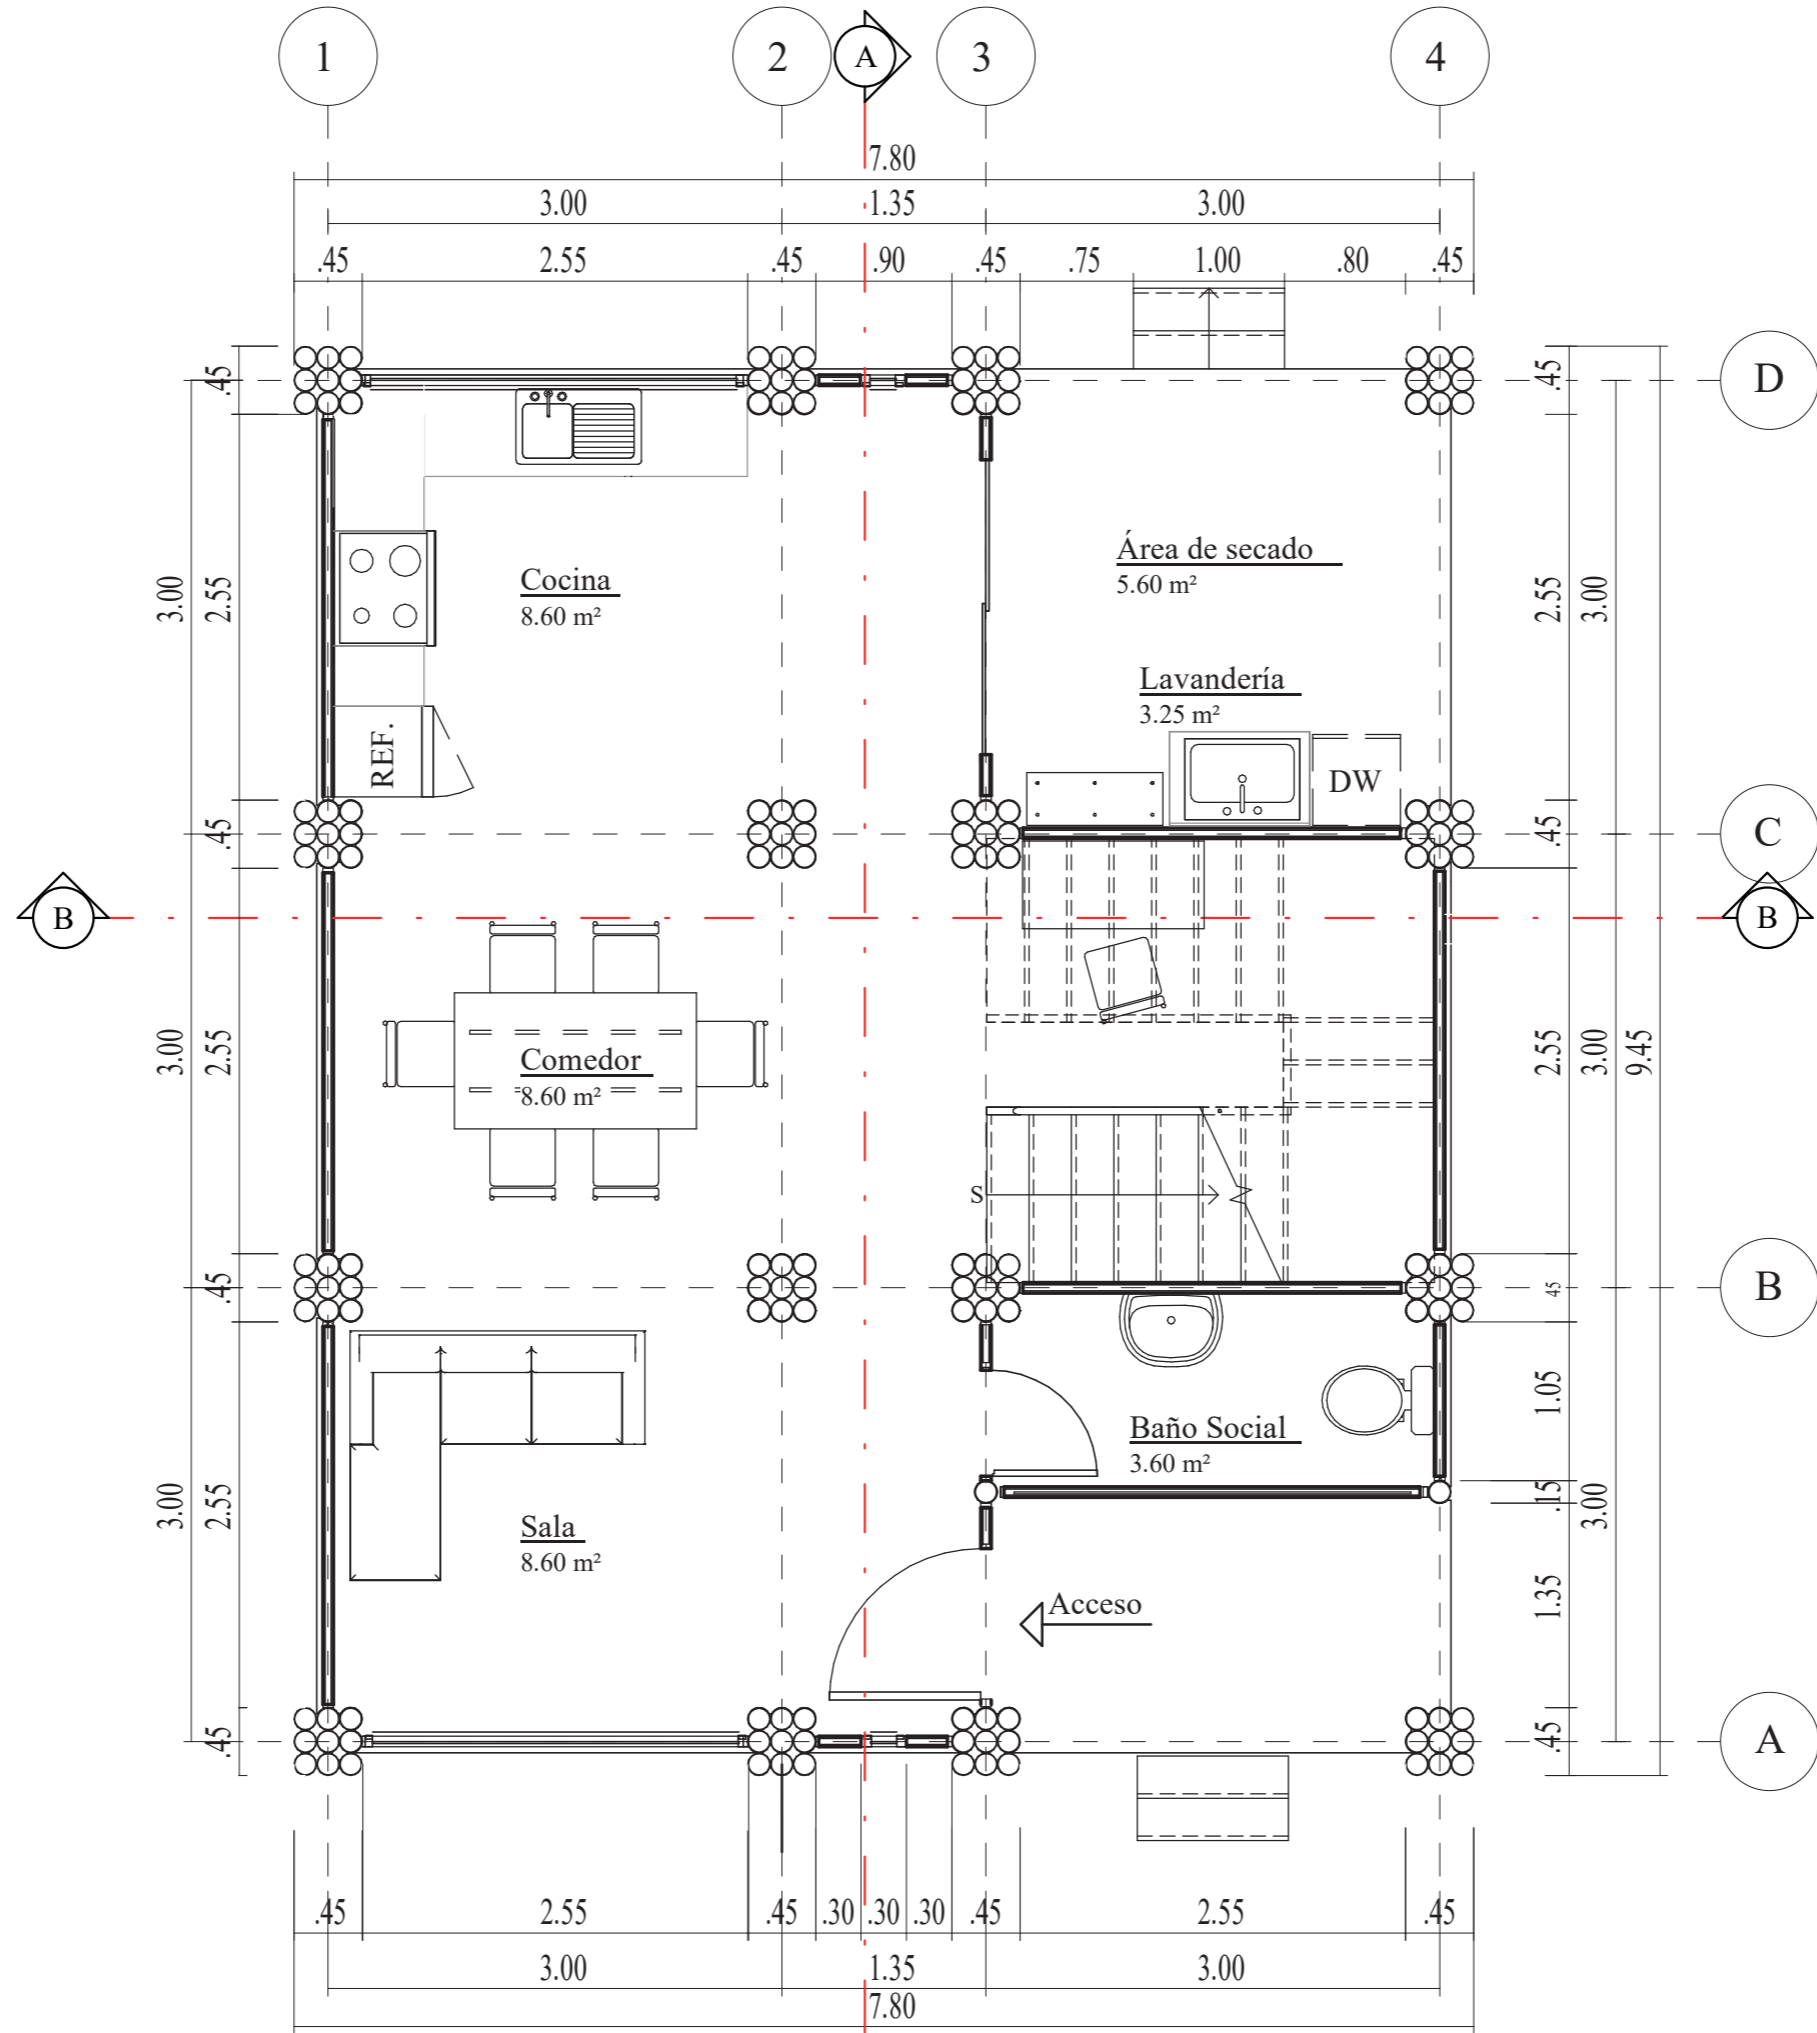 1
2
A
3
4
7.80
3.00
1.35
3.00
.45
2.55
.45
.90
.45
.75
1.00
.80
.45
.45
.45
D
Área de secado
5.60 m²
Cocina
8.60 m²
3.00
2.55
2.55
3.00
Lavandería
3.25 m²
REF.
DW
.45
.45
C
B
B
Comedor
8.60 m²
3.00
2.55
2.55
3.00
9.45
S
.45
45
B
1.05
Baño Social
3.60 m²
.15
3.00
2.55
3.00
Sala
8.60 m²
Acceso
1.35
.45
.45
A
.45
2.55
.45
.30
.30
.30
.45
2.55
.45
3.00
1.35
3.00
7.80